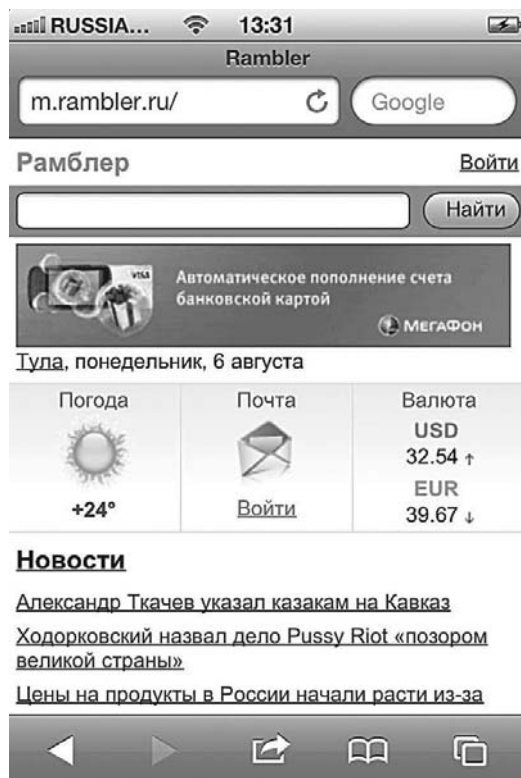 RUSSIA... 13:31
Rambler
m.rambler.ru/ Google
Рамблер Войти
Найти
VISA
Автоматическое пополнение счета
банковской картой
МЕГАФОН
Тула, понедельник, 6 августа
Погода Почта Валюта
USD
32.54 ↑
EUR
+24° Войти 39.67 ↓
Новости
Александр Ткачев указал казакам на Кавказ
Ходорковский назвал дело Pussy Riot «позором
великой страны»
Цены на продукты в России начали расти из-за